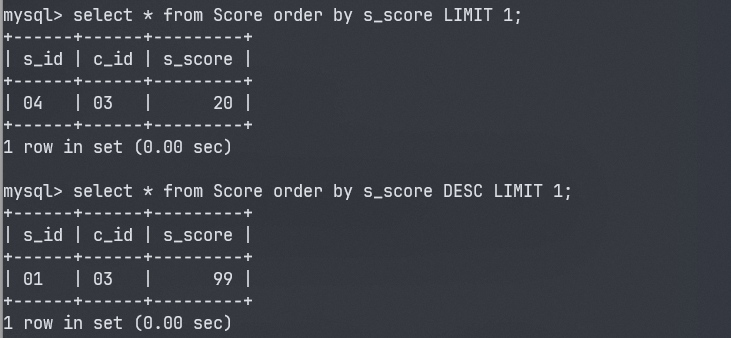 mysql> select * from Score order by s_score LIMIT 1;
+------+------+---------+
| s_id | c_id | s_score |
+------+------+---------+
| 04   | 03   |      20 |
+------+------+---------+
1 row in set (0.00 sec)
mysql> select * from Score order by s_score DESC LIMIT 1;
+------+------+---------+
| s_id | c_id | s_score |
+------+------+---------+
| 01   | 03   |      99 |
+------+------+---------+
1 row in set (0.00 sec)